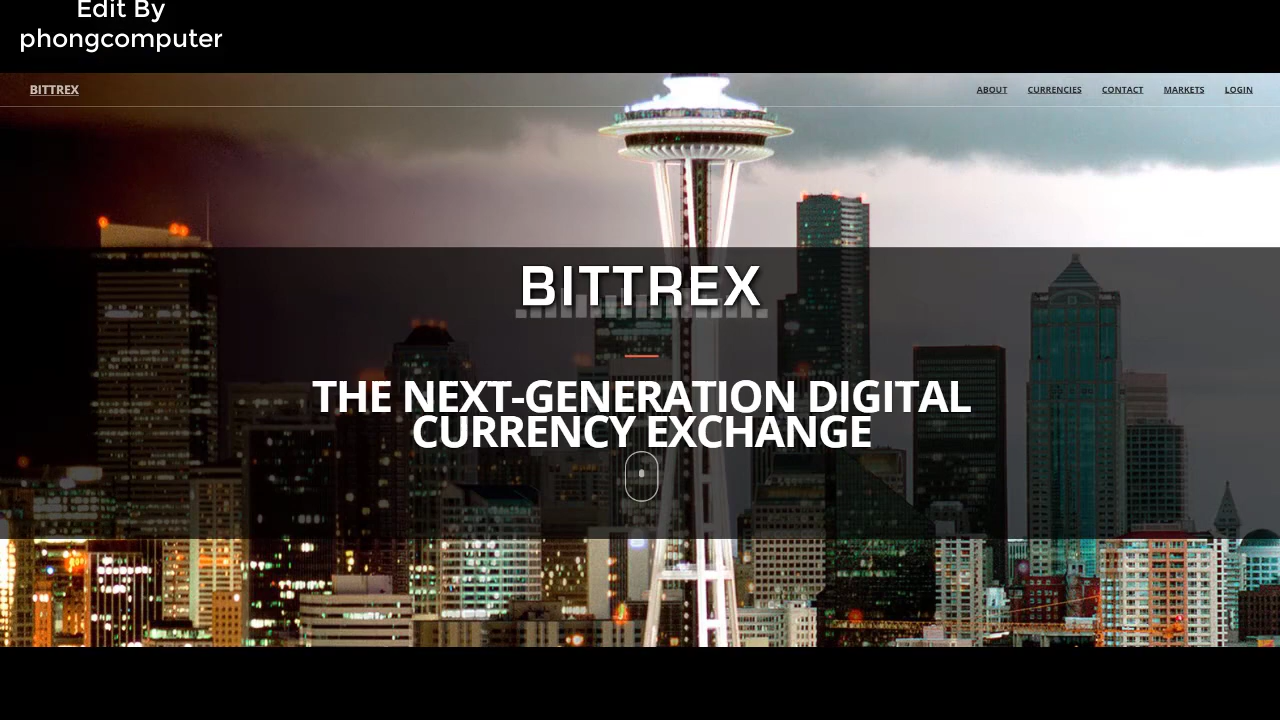 Edit By
phongcomputer
BITTREX
ABOUT CURRENCIES CONTACT MARKETS LOGIN
BITTREX
THE NEXT-GENERATION DIGITAL
CURRENCY EXCHANGE